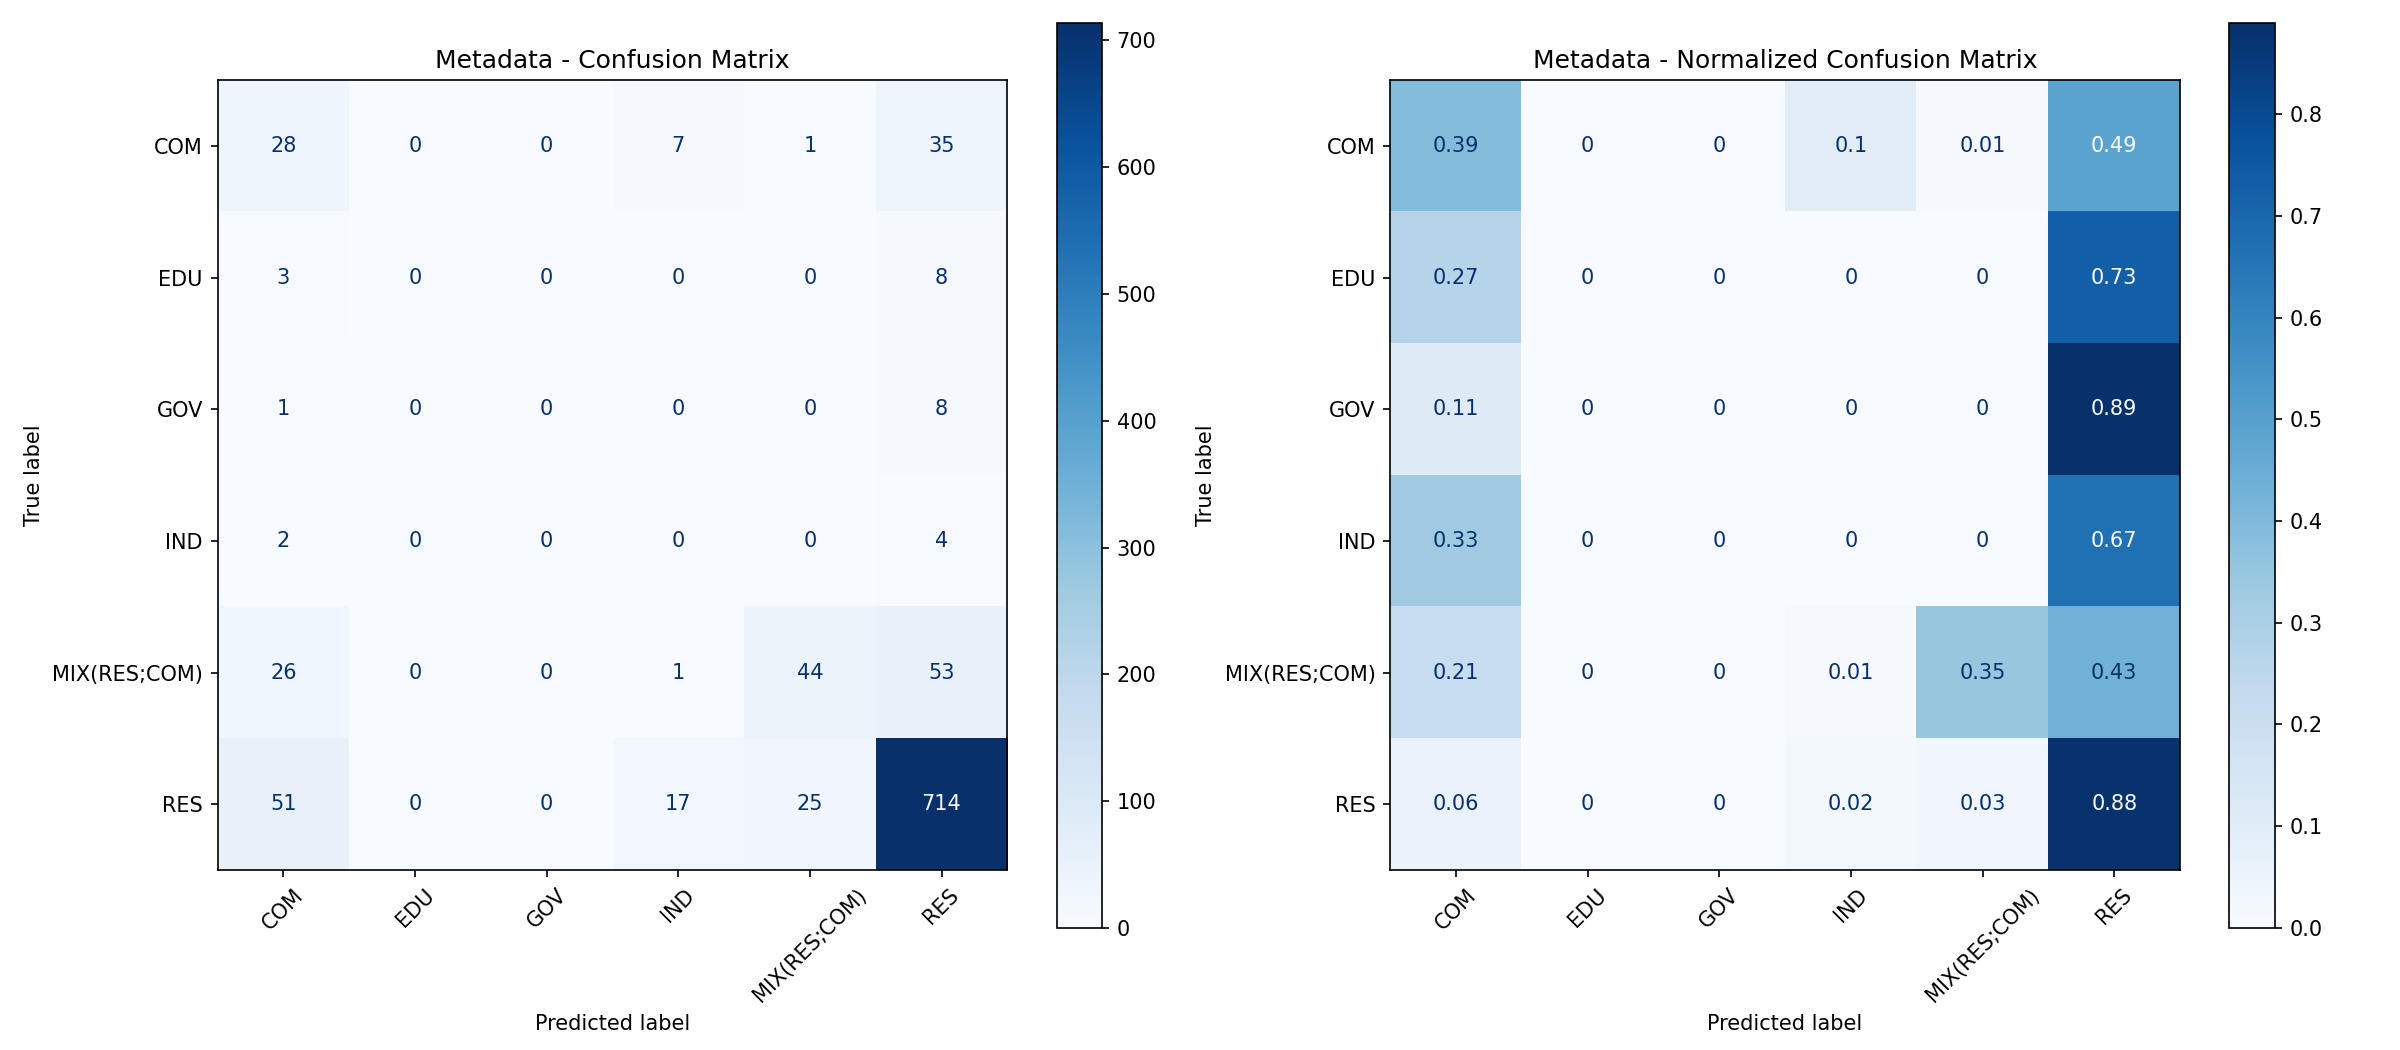 Metadata - Confusion Matrix
COM 28 0 0 7 1 35
EDU 3 0 0 0 0 8
GOV 1 0 0 0 0 8
IND 2 0 0 0 0 4
MIX(RES;COM) 26 0 0 1 44 53
RES 51 0 0 17 25 714
COM EDU GOV IND MIX(RES;COM) RES
True label
Predicted label
700
600
500
400
300
200
100
0
Metadata - Normalized Confusion Matrix
COM 0.39 0 0 0.1 0.01 0.49
EDU 0.27 0 0 0 0 0.73
GOV 0.11 0 0 0 0 0.89
IND 0.33 0 0 0 0 0.67
MIX(RES;COM) 0.21 0 0 0.01 0.35 0.43
RES 0.06 0 0 0.02 0.03 0.88
COM EDU GOV IND MIX(RES;COM) RES
True label
Predicted label
0.8
0.7
0.6
0.5
0.4
0.3
0.2
0.1
0.0